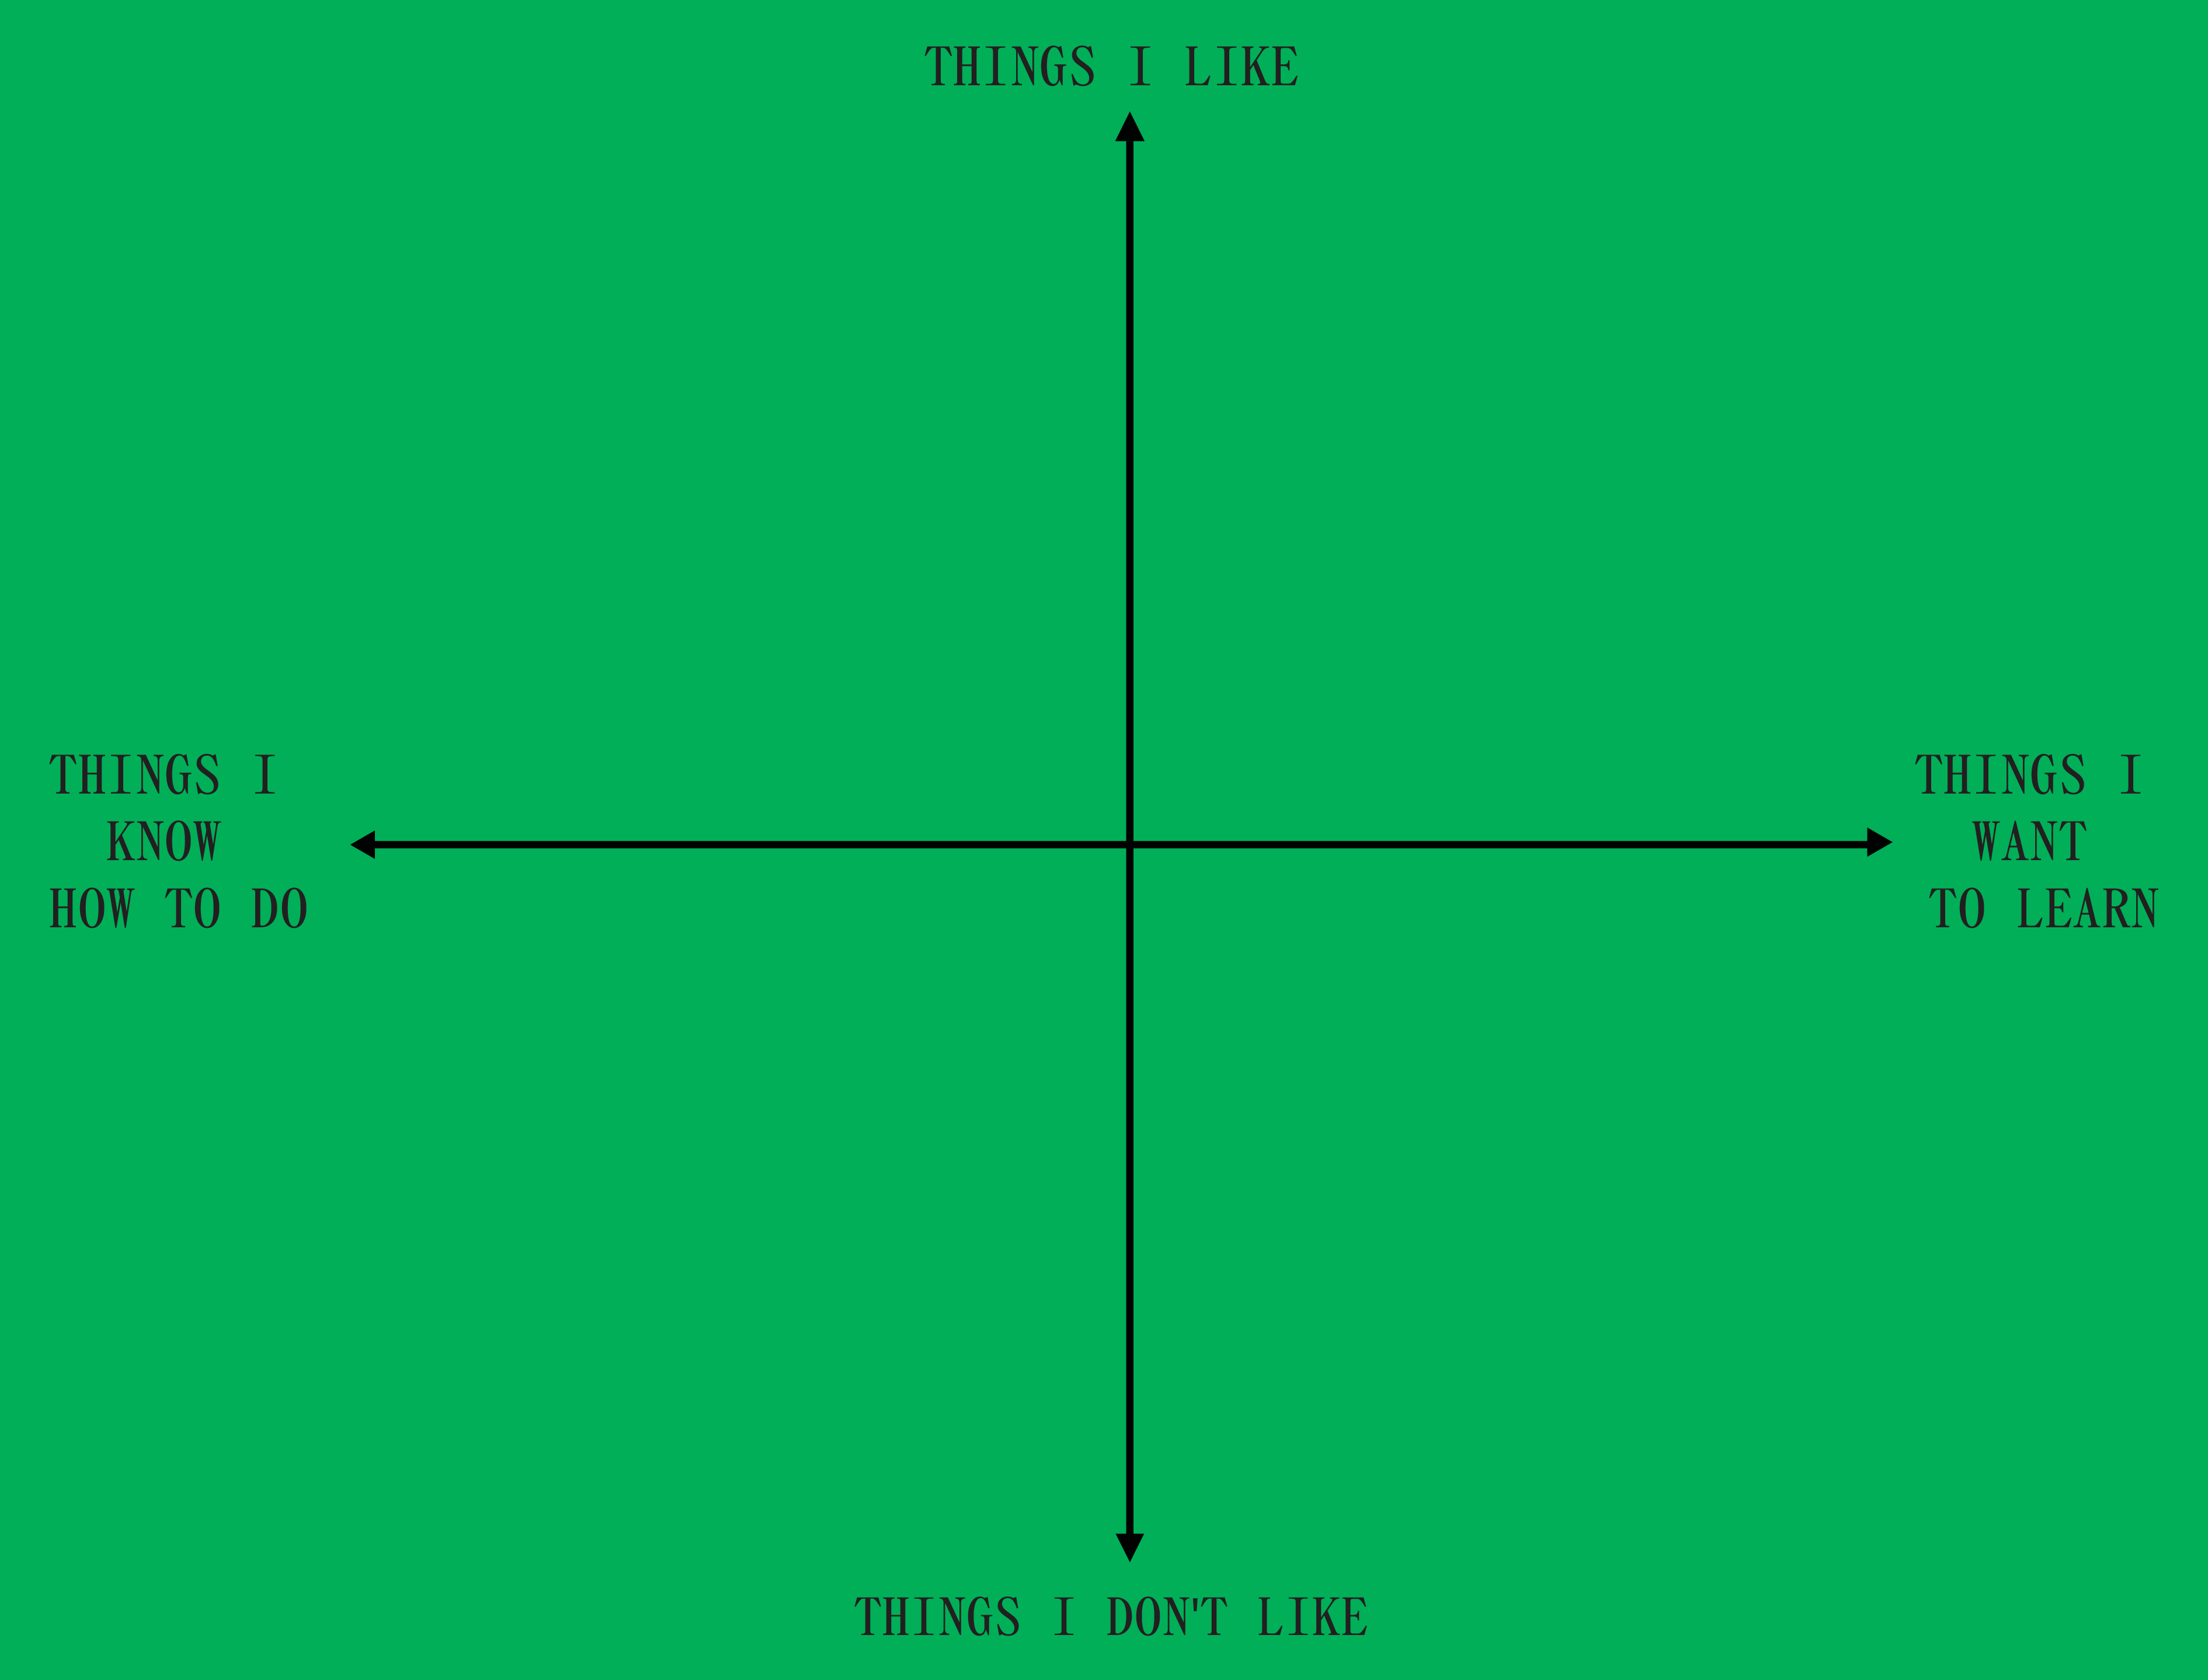 THINGS I LIKE
THINGS I
KNOW
HOW TO DO
THINGS I
WANT
TO LEARN
THINGS I DON'T LIKE